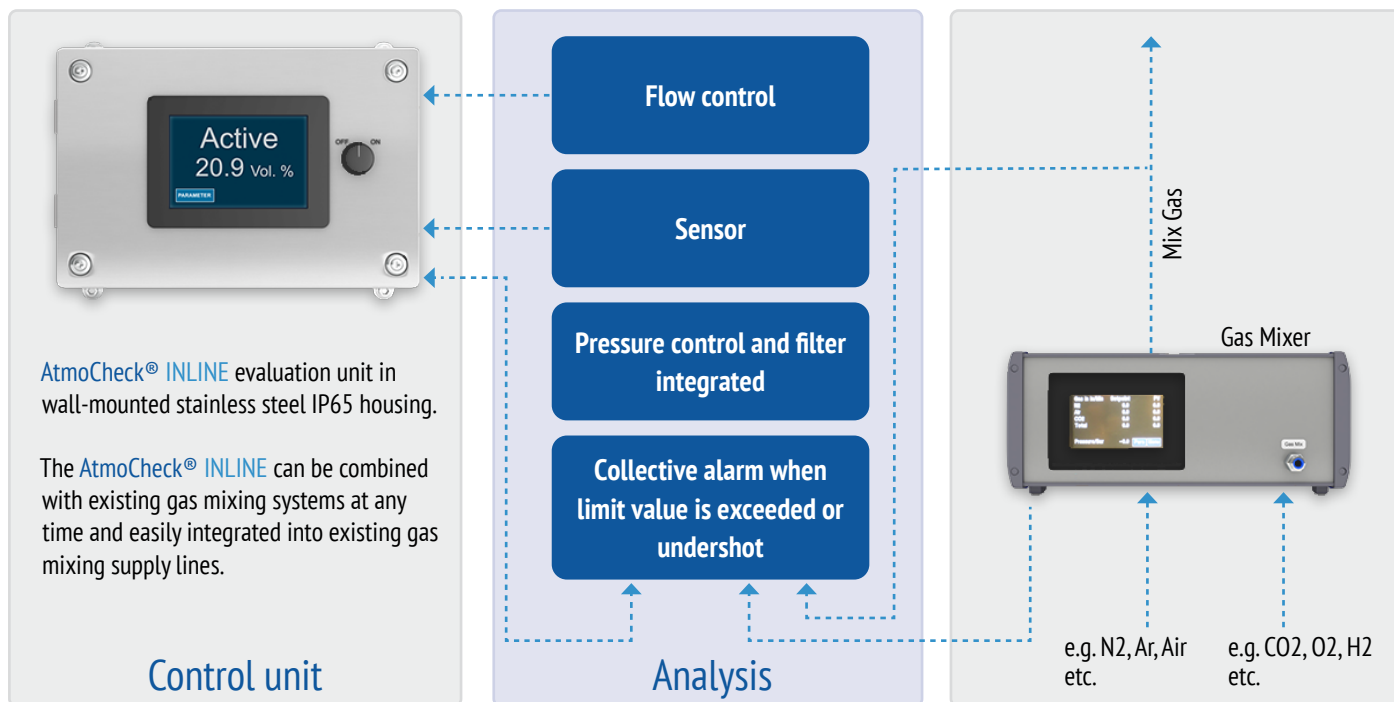 Active
20.9 Vol. %
PARAMETER
OFF
ON
AtmoCheck® INLINE evaluation unit in
wall-mounted stainless steel IP65 housing.
The AtmoCheck® INLINE can be combined
with existing gas mixing systems at any
time and easily integrated into existing gas
mixing supply lines.
Control unit
Flow control
Sensor
Pressure control and filter
integrated
Collective alarm when
limit value is exceeded or
undershot
Analysis
Mix Gas
Gas Mixer
Setpoint
Total
Gas Mix
e.g. N2, Ar, Air
etc.
e.g. CO2, O2, H2
etc.